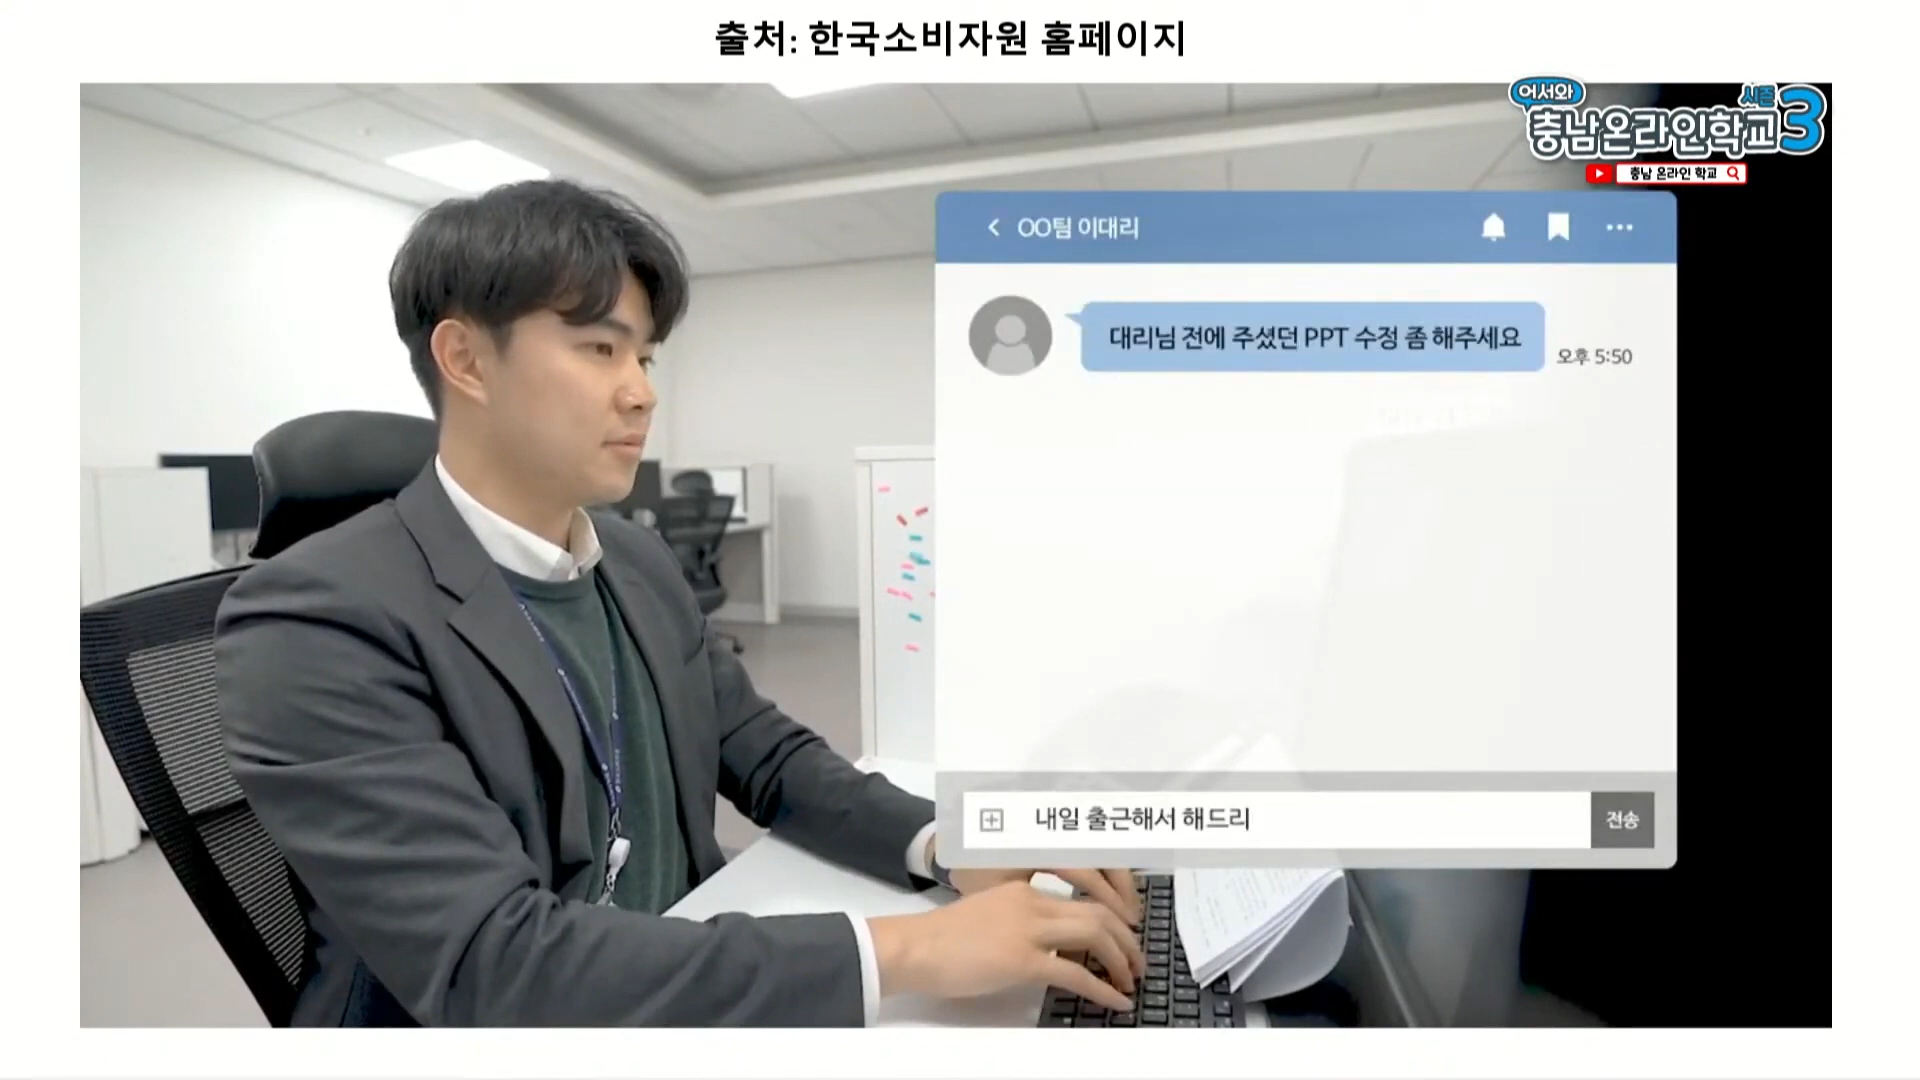 출처: 한국소비자원 홈페이지
어서와
시즌
충남온라인학교3
충남 온라인 학교
OO팀 이대리
대리님 전에 주셨던 PPT 수정 좀 해주세요
오후 5:50
내일 출근해서 해드리
전송